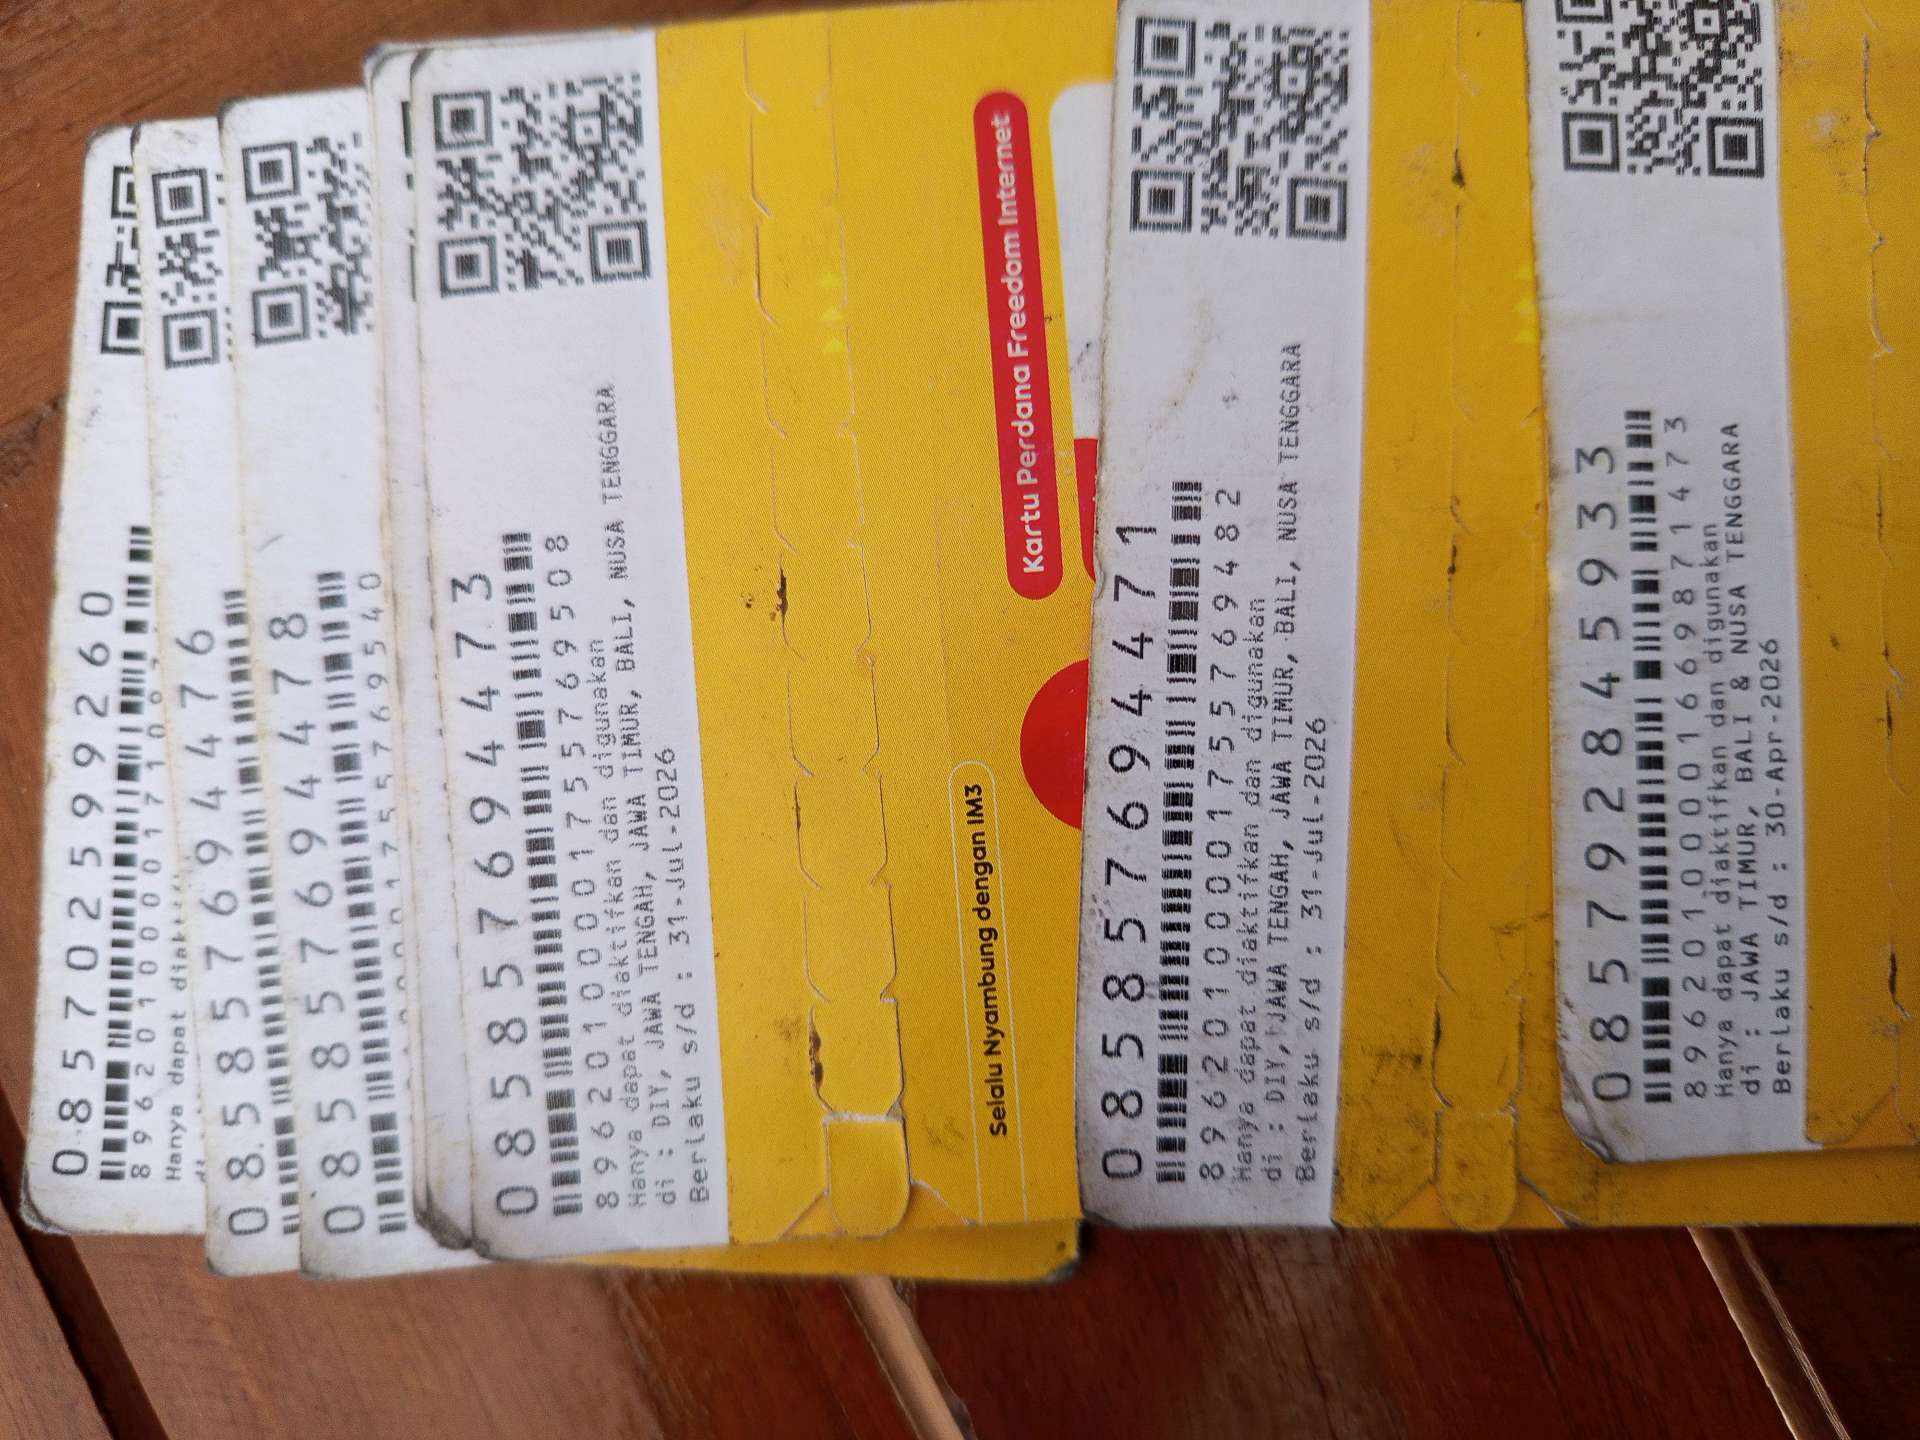 085702599260
Hanya dapat diakt
085857694476
085857694478
085857694473
8962010000175576950​8
Hanya dapat diaktifkan dan digunakan
di : DIY, JAWA TENGAH, JAWA TIMUR, BALI, NUSA TENGGARA
Berlaku s/d : 31-Jul-2026
Kartu Perdana Freedom Internet
Selalu Nyambung dengan IM3
085857694471
89620100001755769482
Hanya dapat diaktifkan dan digunakan
di : DIY, JAWA TENGAH, JAWA TIMUR, BALI, NUSA TENGGARA
Berlaku s/d : 31-Jul-2026
085792845933
89620100001669871473
Hanya dapat diaktifkan dan digunakan
di : JAWA TIMUR, BALI & NUSA TENGGARA
Berlaku s/d : 30-Apr-2026